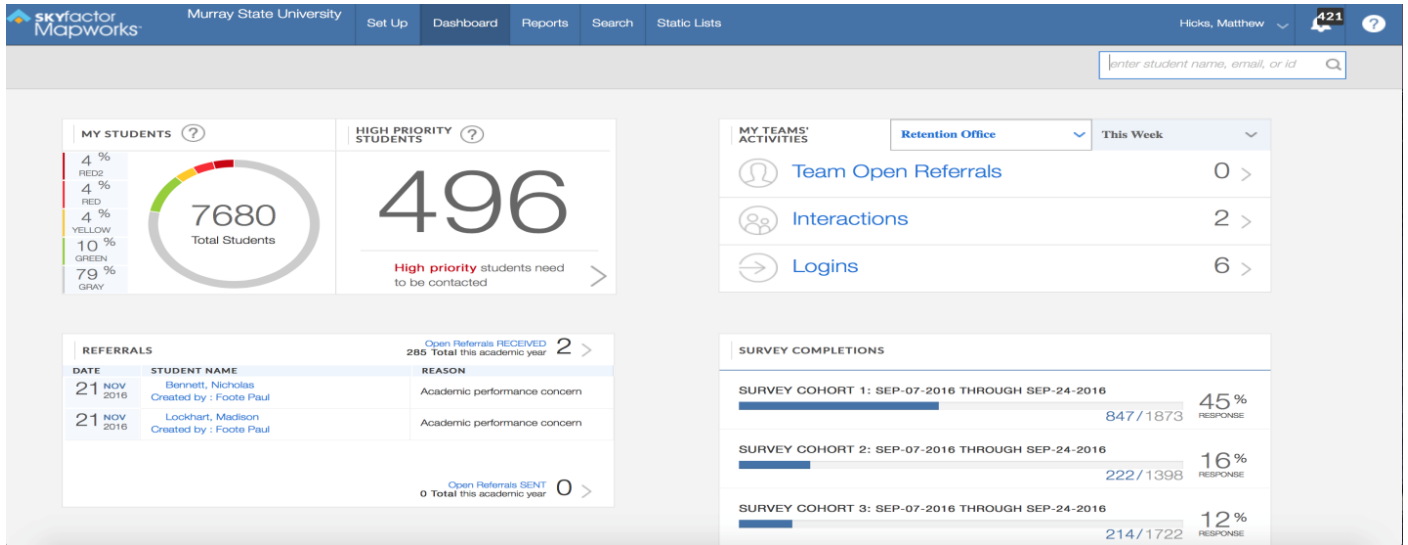 SKYfactor
Mapworks
Murray State University
Set Up
Dashboard
Reports
Search
Static Lists
Hicks, Matthew
421
?
enter student name, email, or id
MY STUDENTS ?
4 %
RED2
4 %
RED
4 %
YELLOW
10 %
GREEN
79 %
GRAY
7680
Total Students
HIGH PRIORITY
STUDENTS ?
496
High priority students need
to be contacted
MY TEAMS'
ACTIVITIES
Retention Office
This Week
Team Open Referrals 0
Interactions 2
Logins 6
REFERRALS
Open Referrals RECEIVED
285 Total this academic year 2
DATE STUDENT NAME REASON
21 NOV 2016
Bennett, Nicholas
Created by : Foote Paul
Academic performance concern
21 NOV 2016
Lockhart, Madison
Created by : Foote Paul
Academic performance concern
Open Referrals SENT
0 Total this academic year 0
SURVEY COMPLETIONS
SURVEY COHORT 1: SEP-07-2016 THROUGH SEP-24-2016
847/1873
45%
RESPONSE
SURVEY COHORT 2: SEP-07-2016 THROUGH SEP-24-2016
222/1398
16%
RESPONSE
SURVEY COHORT 3: SEP-07-2016 THROUGH SEP-24-2016
214/1722
12%
RESPONSE